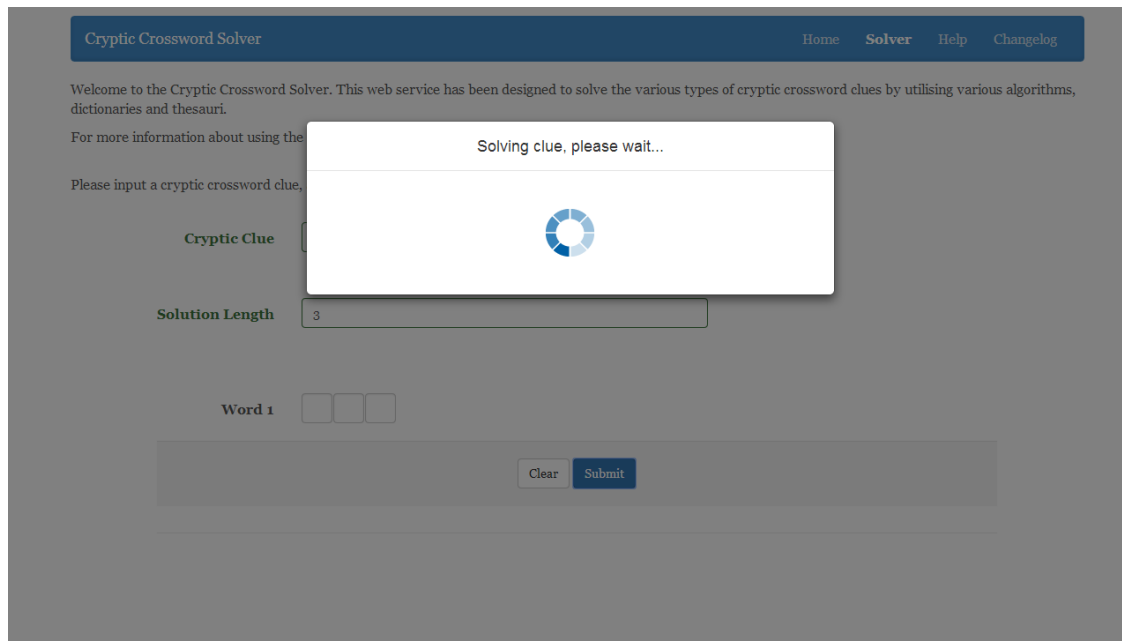 Cryptic Crossword Solver
Home Solver Help Changelog
Welcome to the Cryptic Crossword Solver. This web service has been designed to solve the various types of cryptic crossword clues by utilising various algorithms,
dictionaries and thesauri.
For more information about using the
Solving clue, please wait...
Please input a cryptic crossword clue,
Cryptic Clue
Solution Length 3
Word 1
Clear Submit